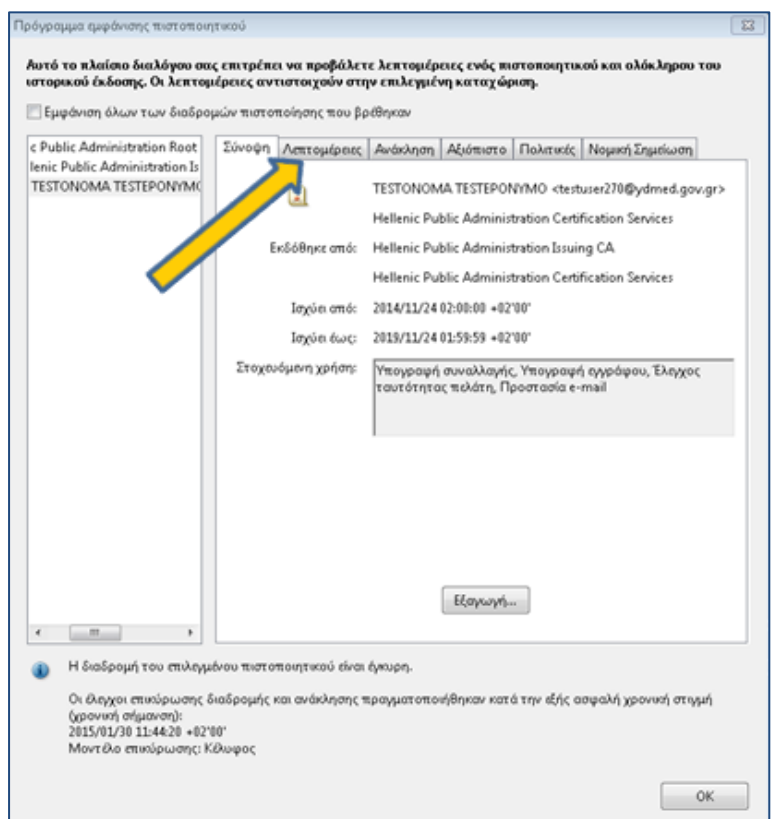 Πρόγραμμα εμφάνισης πιστοποιητικού
Αυτό το πλαίσιο διαλόγου σας επιτρέπει να προβάλετε λεπτομέρειες ενός πιστοποιητικού και ολόκληρου του
ιστορικού έκδοσης. Οι λεπτομέρειες αντιστοιχούν στην επιλεγμένη καταχώριση.
Εμφάνιση όλων των διαδρομών πιστοποίησης που βρέθηκαν
c Public Administration Root
lenic Public Administration Is
TESTONOMA TESTEPONYMO
Σύνοψη Λεπτομέρειες Ανάκληση Αξιόπιστο Πολιτικές Νομική Σημείωση
TESTONOMA TESTEPONYMO <testuser270@ydmed.gov.gr>
Hellenic Public Administration Certification Services
Εκδόθηκε από: Hellenic Public Administration Issuing CA
Hellenic Public Administration Certification Services
Ισχύει από: 2014/11/24 02:00:00 +02'00'
Ισχύει έως: 2019/11/24 01:59:59 +02'00'
Στοχευόμενη χρήση: Υπογραφή συναλλαγής, Υπογραφή εγγράφου, Έλεγχος
ταυτότητας πελάτη, Προστασία e-mail
Εξαγωγή...
Η διαδρομή του επιλεγμένου πιστοποιητικού είναι έγκυρη.
Οι έλεγχοι επικύρωσης διαδρομής και ανάκλησης πραγματοποιήθηκαν κατά την εξής ασφαλή χρονική στιγμή
(χρονική σήμανση):
2015/01/30 11:44:20 +02'00'
Μοντέλο επικύρωσης: Κέλυφος
OK